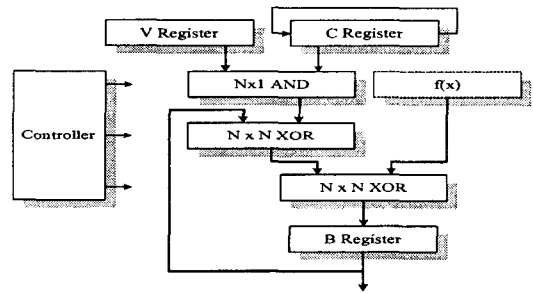 V Register
C Register
Nx1 AND
f(x)
Controller
N x N XOR
N x N XOR
B Register